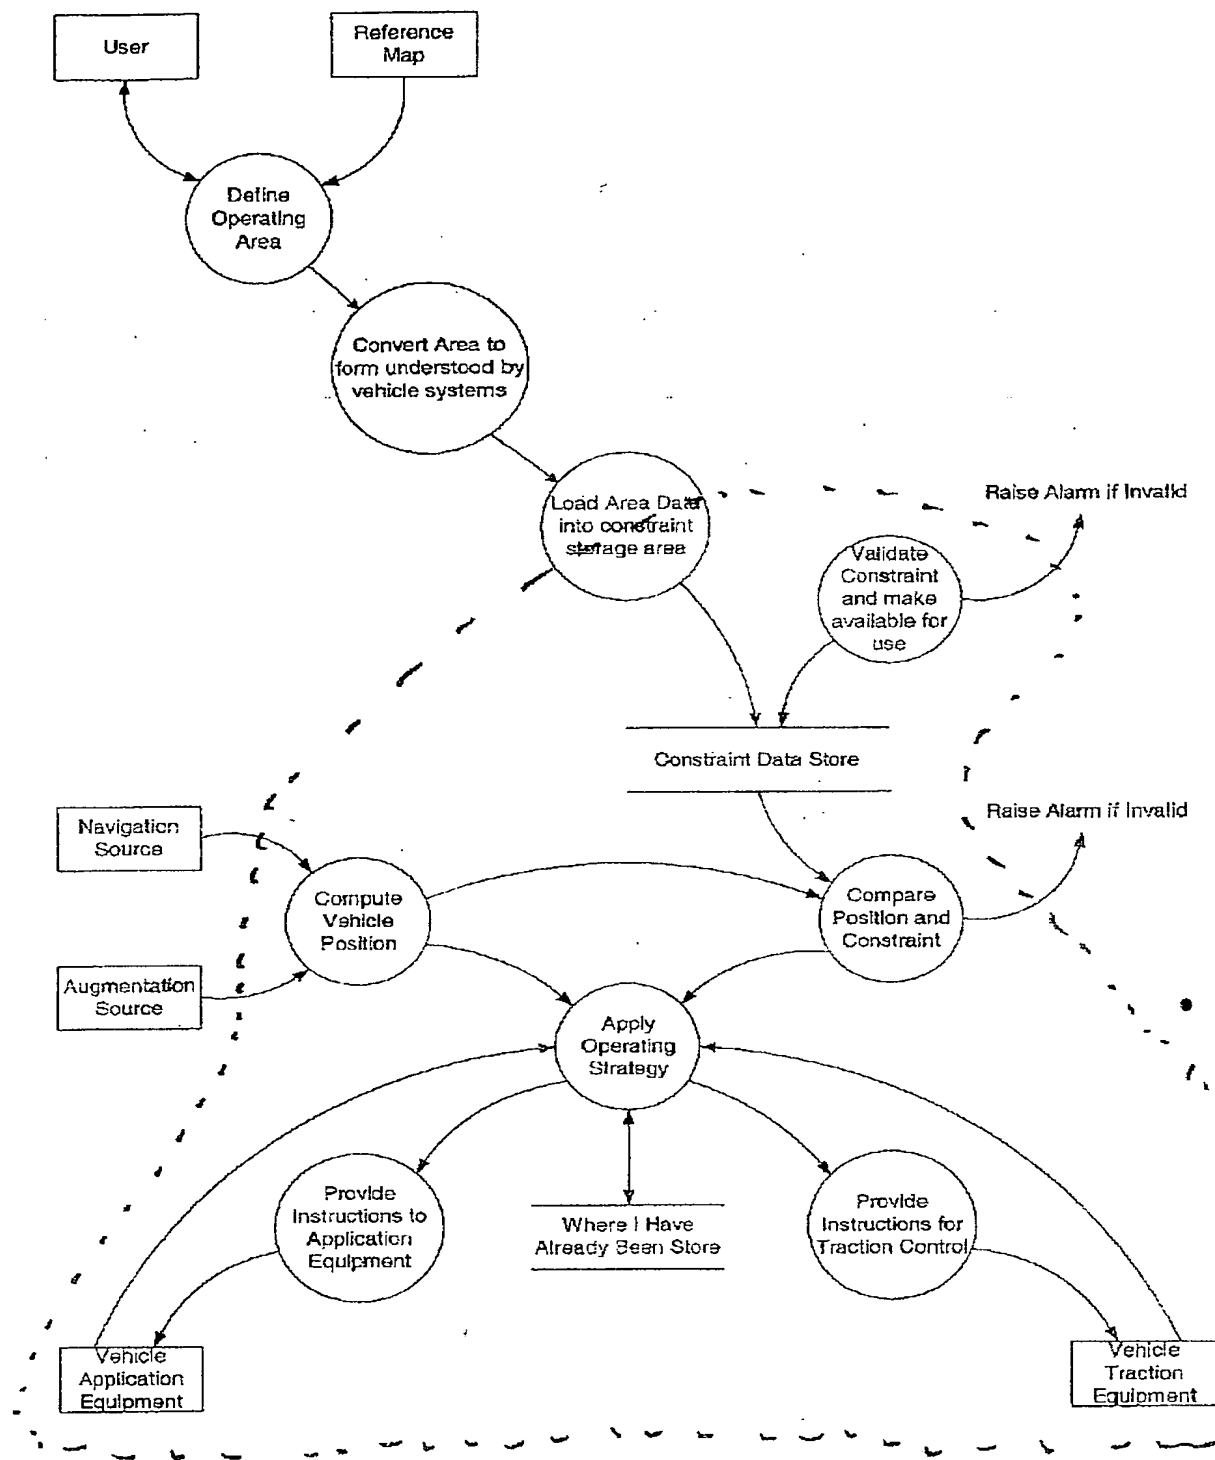 User
Reference
Map
Define
Operating
Area
Convert Area to
form understood by
vehicle systems
Load Area Data
into constraint
storage area
Raise Alarm if Invalid
Validate
Constraint
and make
available for
use
Constraint Data Store
Navigation
Source
Raise Alarm if Invalid
Compute
Vehicle
Position
Compare
Position and
Constraint
Augmentation
Source
Apply
Operating
Strategy
Provide
Instructions to
Application
Equipment
Where I Have
Already Been Store
Provide
Instructions for
Traction Control
Vehicle
Application
Equipment
Vehicle
Traction
Equipment